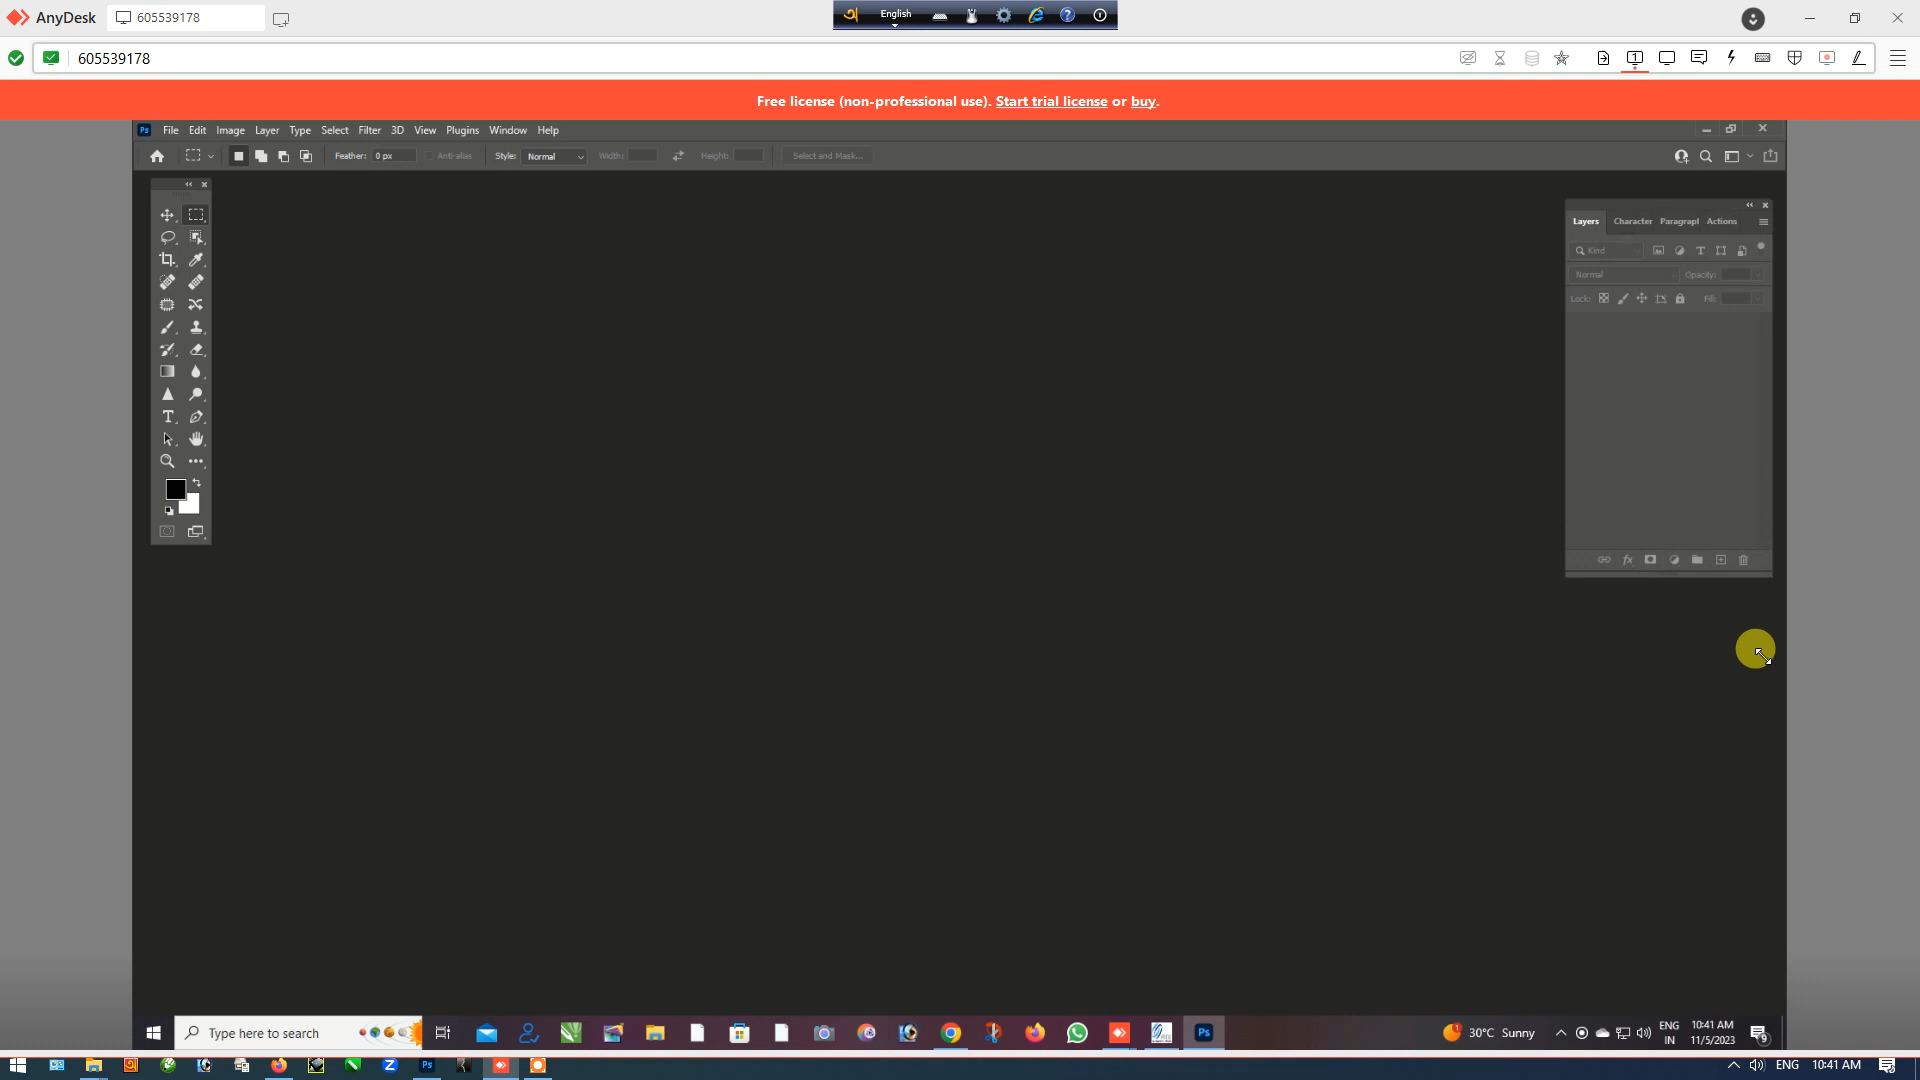 AnyDesk 605539178
English
605539178
Free license (non-professional use). Start trial license or buy.
Ps File Edit Image Layer Type Select Filter 3D View Plugins Window Help
Feather: 0 px Anti-alias Style: Normal Width: Height: Select and Mask...
Layers Character Paragrapl Actions
Kind
Normal Opacity:
Lock: Fill:
Type here to search
Ps
30°C Sunny
ENG
IN
10:41 AM
11/5/2023
9
ENG 10:41 AM